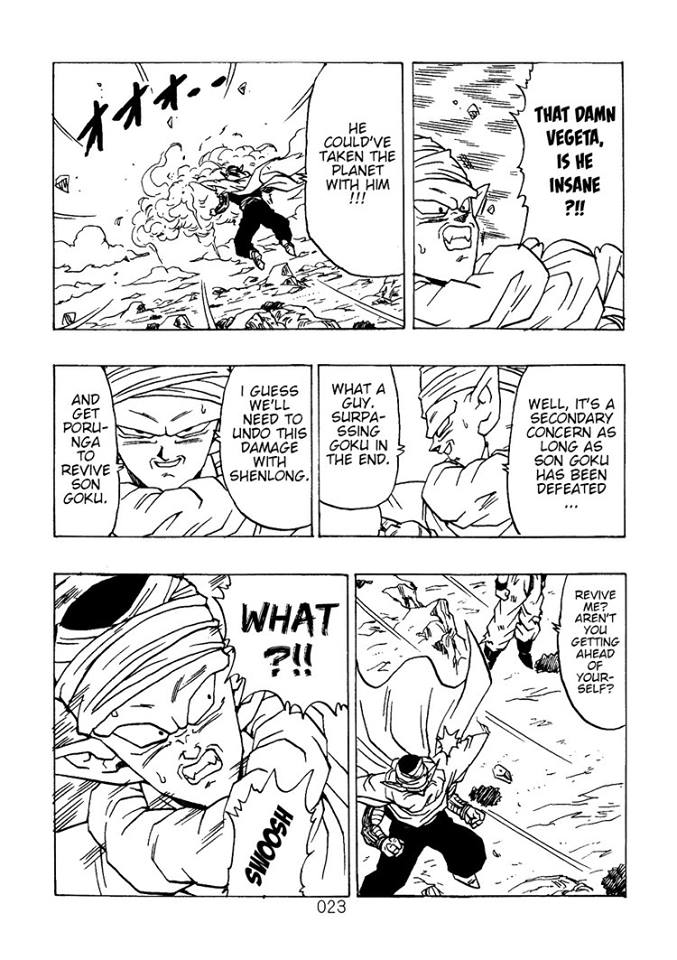 THAT DAMN
VEGETA,
IS HE
INSANE
?!!
HE
COULD'VE
TAKEN THE
PLANET
WITH HIM
!!!
オオオ・・
WELL, IT'S A
SECONDARY
CONCERN AS
LONG AS
SON GOKU
HAS BEEN
DEFEATED
...
WHAT A
GUY.
SURPA-
SSING
GOKU IN
THE END.
I GUESS
WE'LL
NEED TO
UNDO THIS
DAMAGE
WITH
SHENLONG.
AND
GET
PORU-
NGA
TO
REVIVE
SON
GOKU.
REVIVE
ME?
AREN'T
YOU
GETTING
AHEAD
OF
YOUR-
SELF?
WHAT
?!!
SWOOSH
023